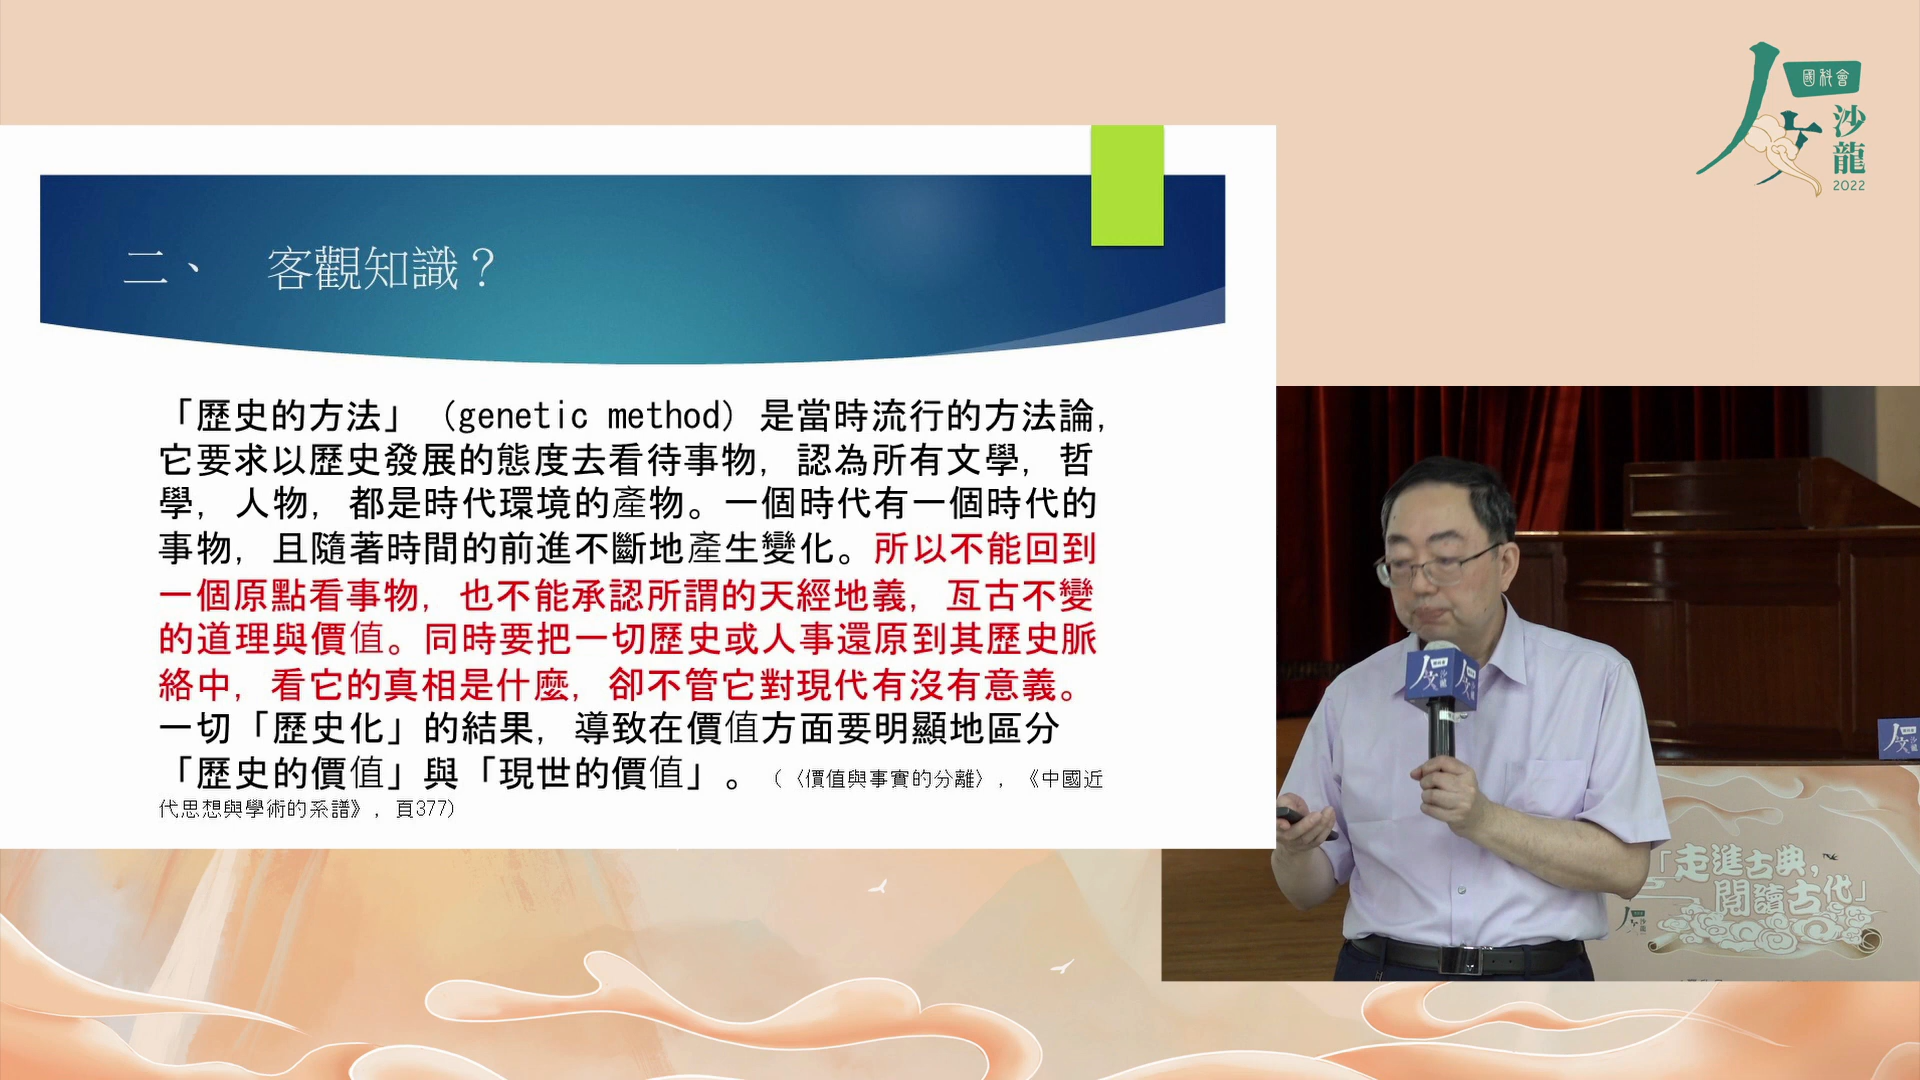 國科會
人文
沙龍
2022
二、 客觀知識？
「歷史的方法」（genetic method）是當時流行的方法論，
它要求以歷史發展的態度去看待事物，認為所有文學，哲
學，人物，都是時代環境的產物。一個時代有一個時代的
事物，且隨著時間的前進不斷地產生變化。所以不能回到
一個原點看事物，也不能承認所謂的天經地義，亙古不變
的道理與價值。同時要把一切歷史或人事還原到其歷史脈
絡中，看它的真相是什麼，卻不管它對現代有沒有意義。
一切「歷史化」的結果，導致在價值方面要明顯地區分
「歷史的價值」與「現世的價值」。（〈價值與事實的分離〉，《中國近
代思想與學術的系譜》，頁377）
人文
沙龍
人文
人文
沙龍
「走進古典，
閱讀古代」